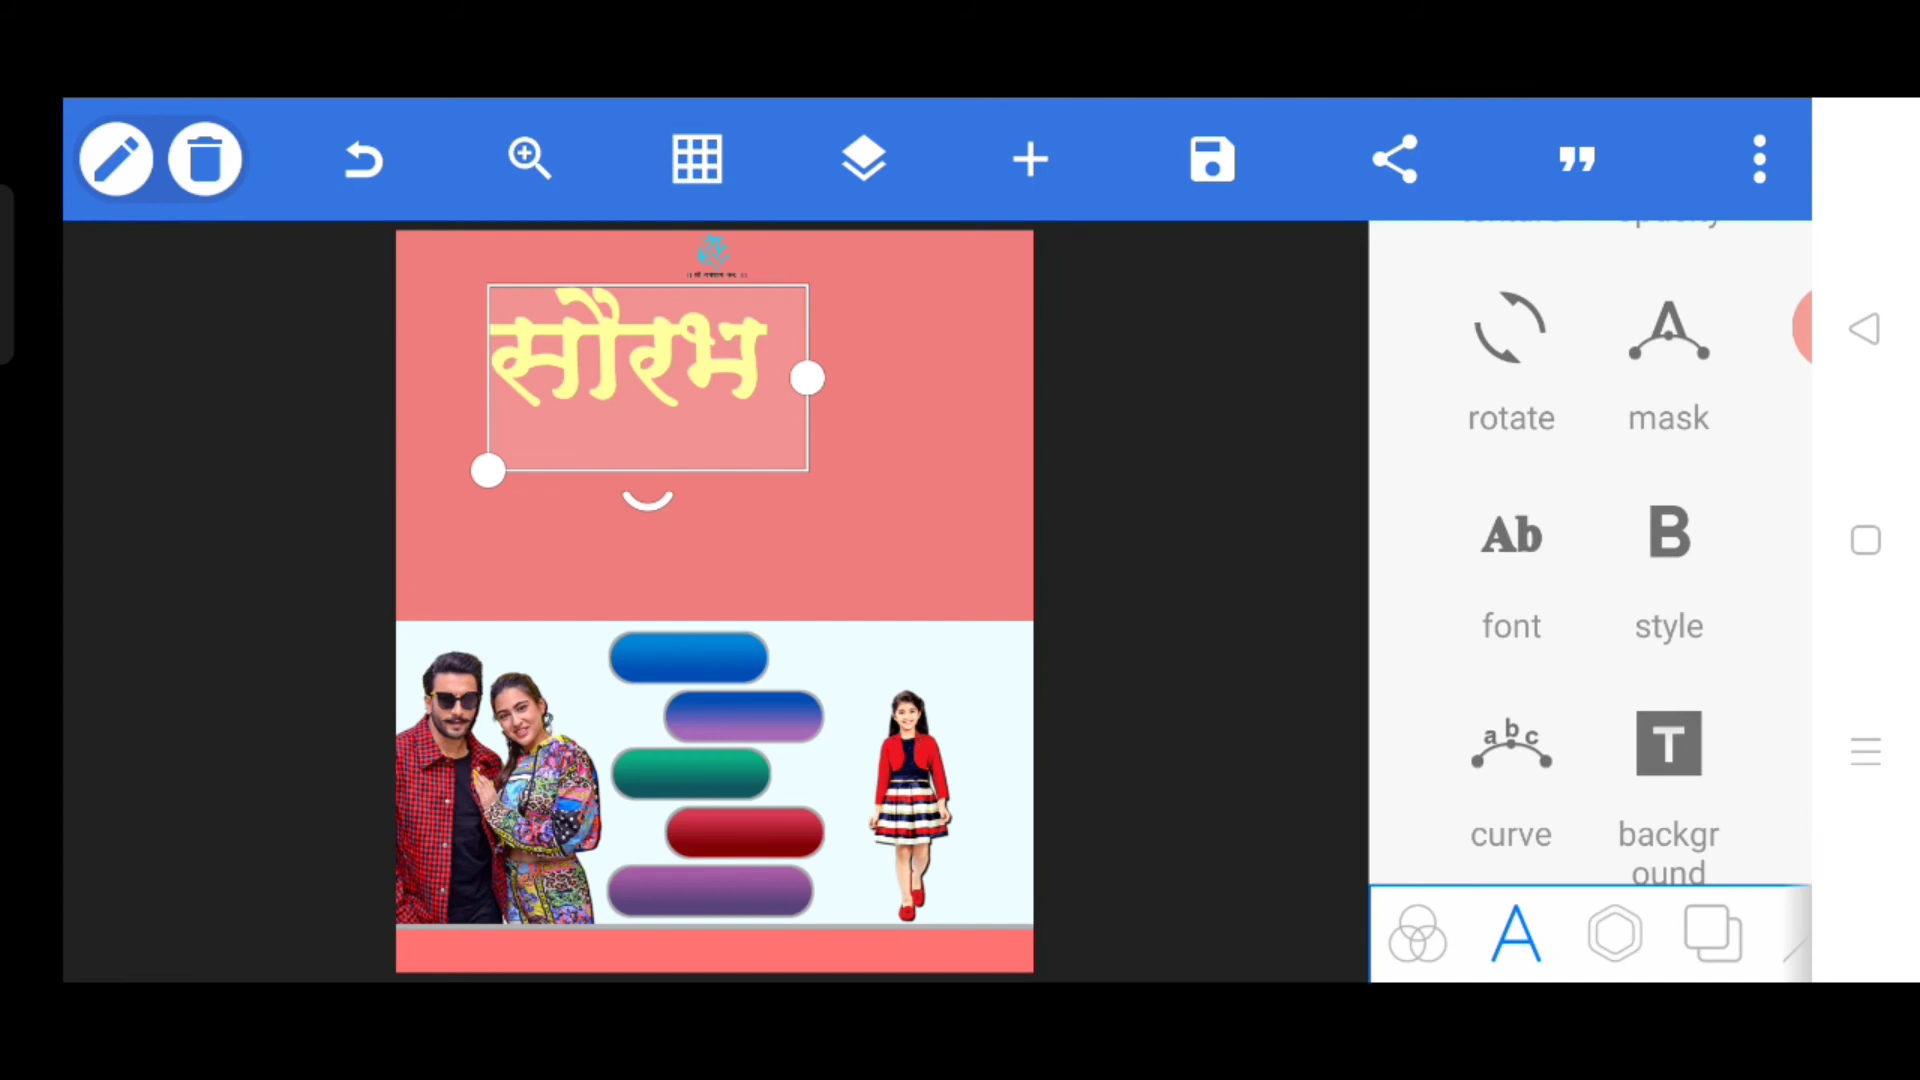 सौरभ
rotate
mask
Ab
B
font
style
abc
T
curve
backgr
ound
A